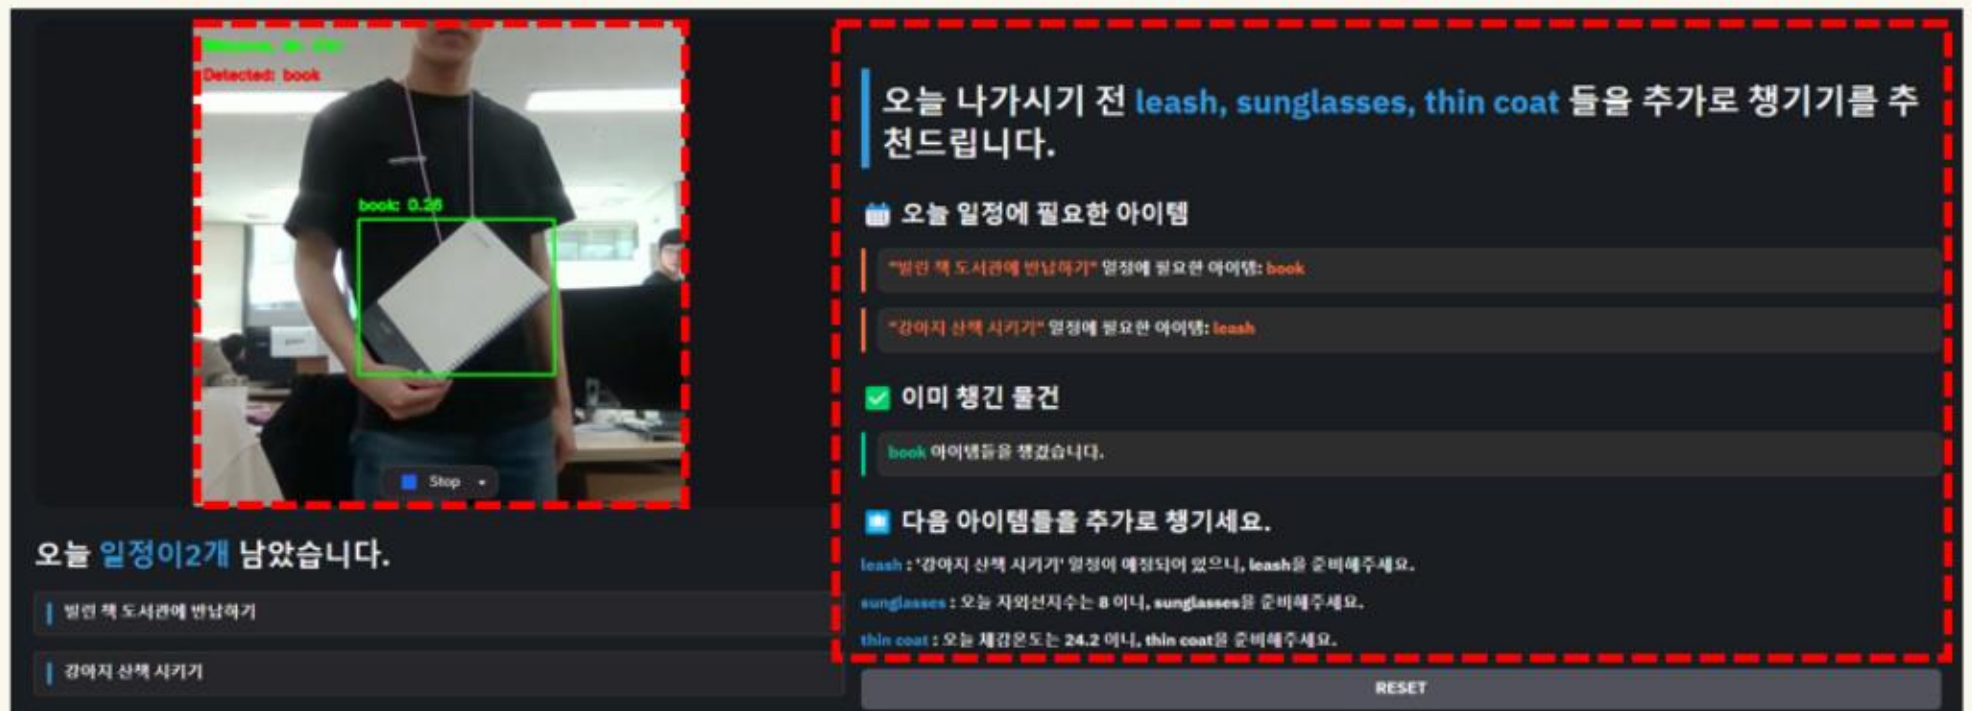 Detected: book
book: 0.26
Stop
오늘 일정이2개 남았습니다.
빌린 책 도서관에 반납하기
강아지 산책 시키기
오늘 나가시기 전 leash, sunglasses, thin coat 들을 추가로 챙기기를 추
천드립니다.
오늘 일정에 필요한 아이템
"빌린 책 도서관에 반납하기" 일정에 필요한 아이템: book
"강아지 산책 시키기" 일정에 필요한 아이템: leash
이미 챙긴 물건
book 아이템들을 챙겼습니다.
다음 아이템들을 추가로 챙기세요.
leash : '강아지 산책 시키기' 일정이 예정되어 있으니, leash을 준비해주세요.
sunglasses : 오늘 자외선지수는 8 이니, sunglasses을 준비해주세요.
thin coat : 오늘 체감온도는 24.2 이니, thin coat을 준비해주세요.
RESET